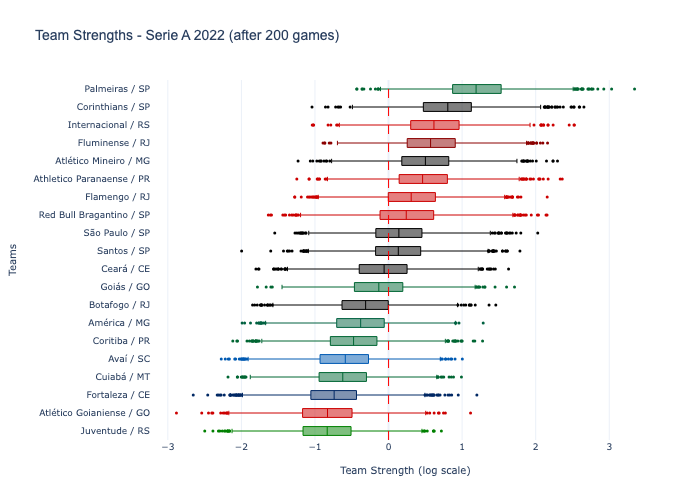 Team Strengths - Serie A 2022 (after 200 games)
Palmeiras / SP
Corinthians / SP
Internacional / RS
Fluminense / RJ
Atlético Mineiro / MG
Athletico Paranaense / PR
Flamengo / RJ
Red Bull Bragantino / SP
São Paulo / SP
Santos / SP
Ceará / CE
Goiás / GO
Botafogo / RJ
América / MG
Coritiba / PR
Avaí / SC
Cuiabá / MT
Fortaleza / CE
Atlético Goianiense / GO
Juventude / RS
Teams
−3 −2 −1 0 1 2 3
Team Strength (log scale)